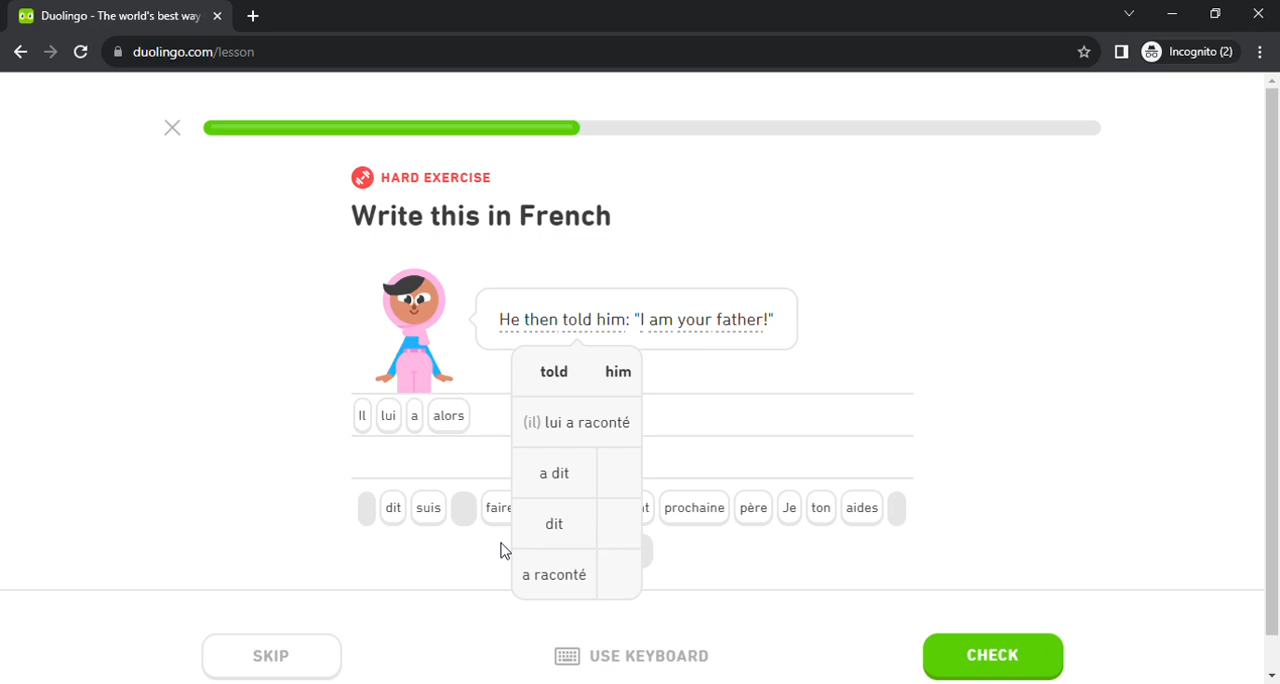 Duolingo - The world's best way
duolingo.com/lesson
Incognito (2)
HARD EXERCISE
Write this in French
He then told him: "I am your father!"
told him
Il lui a alors
(il) lui a raconté
a dit
dit suis faire prochaine père Je ton aides
dit
a raconté
SKIP
USE KEYBOARD
CHECK